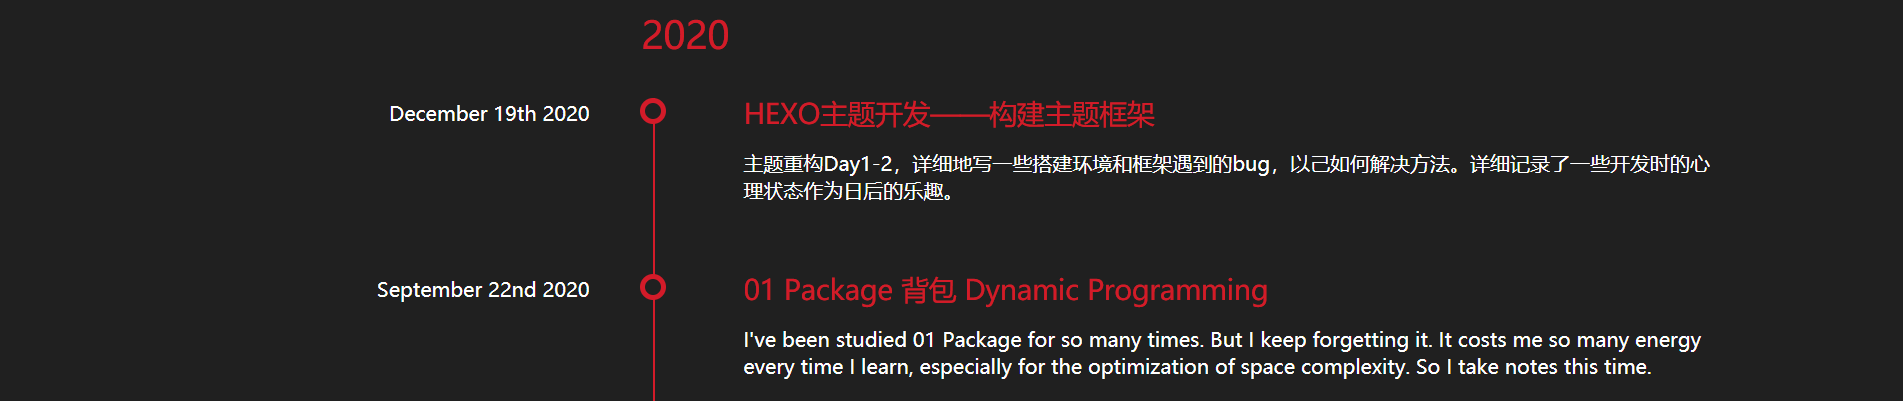 2020
December 19th 2020
HEXO主题开发——构建主题框架
主题重构Day1-2，详细地写一些搭建环境和框架遇到的bug，以己如何解决方法。详细记录了一些开发时的心
理状态作为日后的乐趣。
September 22nd 2020
01 Package 背包 Dynamic Programming
I've been studied 01 Package for so many times. But I keep forgetting it. It costs me so many energy
every time I learn, especially for the optimization of space complexity. So I take notes this time.